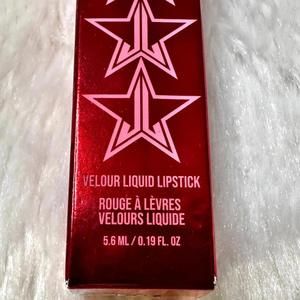 VELOUR LIQUID LIPSTICK
ROUGE À LÈVRES
VELOURS LIQUIDE
5.6 ML / 0.19 FL. OZ